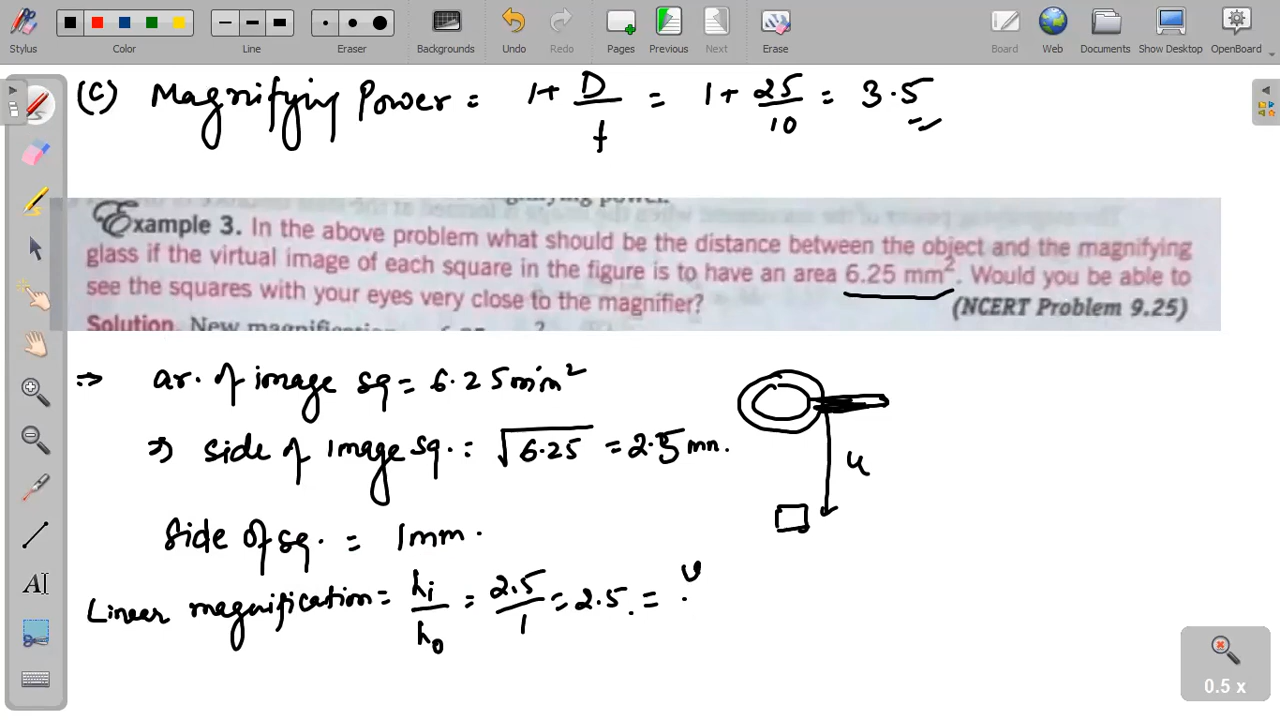 Stylus Color Line Eraser Backgrounds Undo Redo Pages Previous Next Erase Board Web Documents Show Desktop OpenBoard
(C) Magnifying Power = 1+ D/f = 1+ 25/10 = 3.5
Example 3. In the above problem what should be the distance between the object and the magnifying
glass if the virtual image of each square in the figure is to have an area 6.25 mm². Would you be able to
see the squares with your eyes very close to the magnifier?
(NCERT Problem 9.25)
Solution. New magnification
⇒ ar. of image sq = 6.25 mm²
⇒ side of image sq. = √6.25 = 2.5 mm.
u
Side of sq. = 1mm.
Linear magnification = hi/ho = 2.5/1 = 2.5. = v
0.5 x